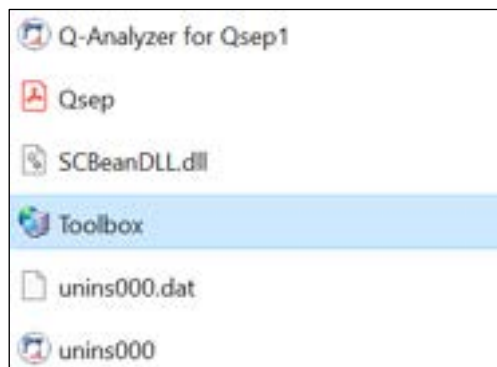 Q-Analyzer for Qsep1
Qsep
SCBeanDLL.dll
Toolbox
unins000.dat
unins000